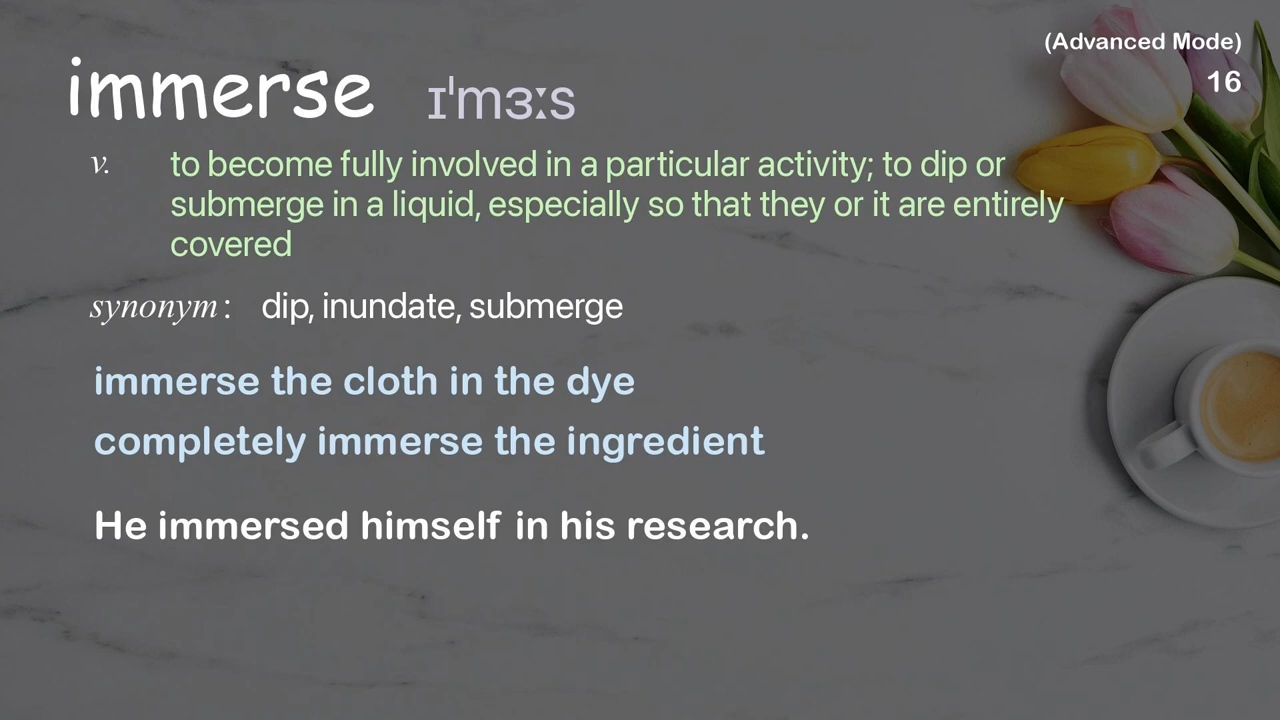 (Advanced Mode)
16
immerse ɪˈmɜːs
v. to become fully involved in a particular activity; to dip or
submerge in a liquid, especially so that they or it are entirely
covered
synonym : dip, inundate, submerge
immerse the cloth in the dye
completely immerse the ingredient
He immersed himself in his research.